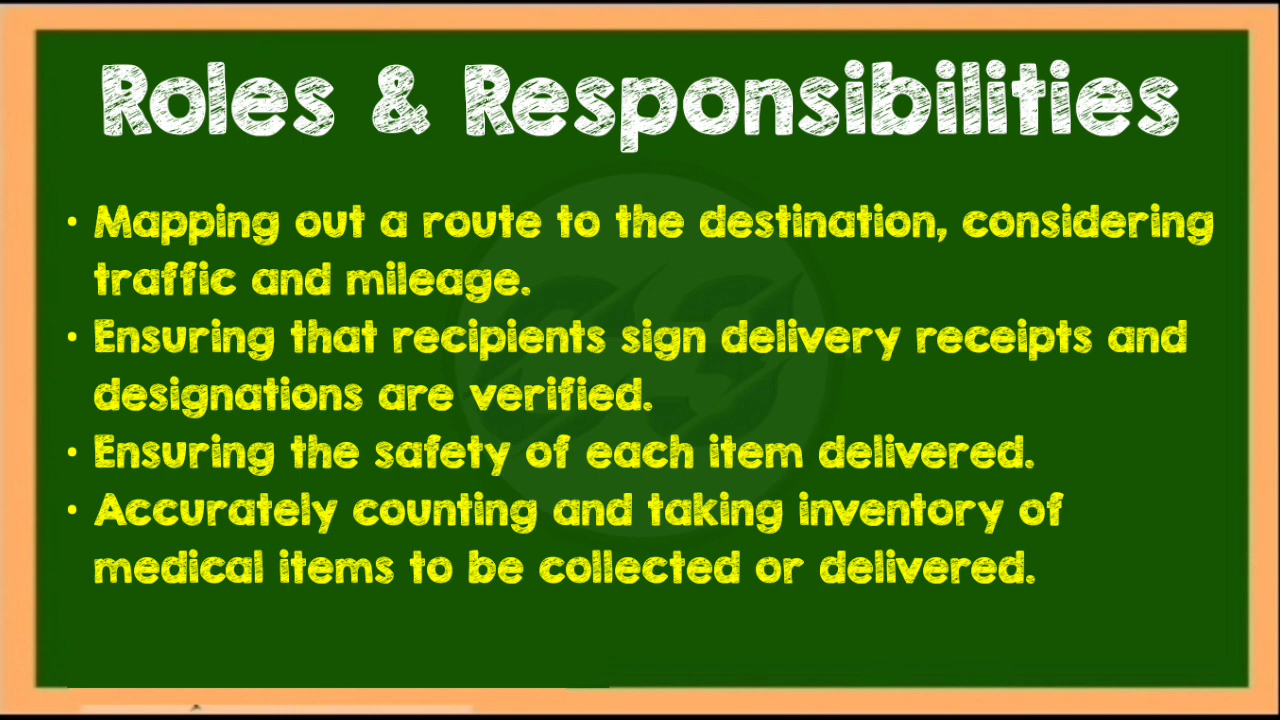 Roles & Responsibilities
• Mapping out a route to the destination, considering
traffic and mileage.
• Ensuring that recipients sign delivery receipts and
designations are verified.
• Ensuring the safety of each item delivered.
• Accurately counting and taking inventory of
medical items to be collected or delivered.